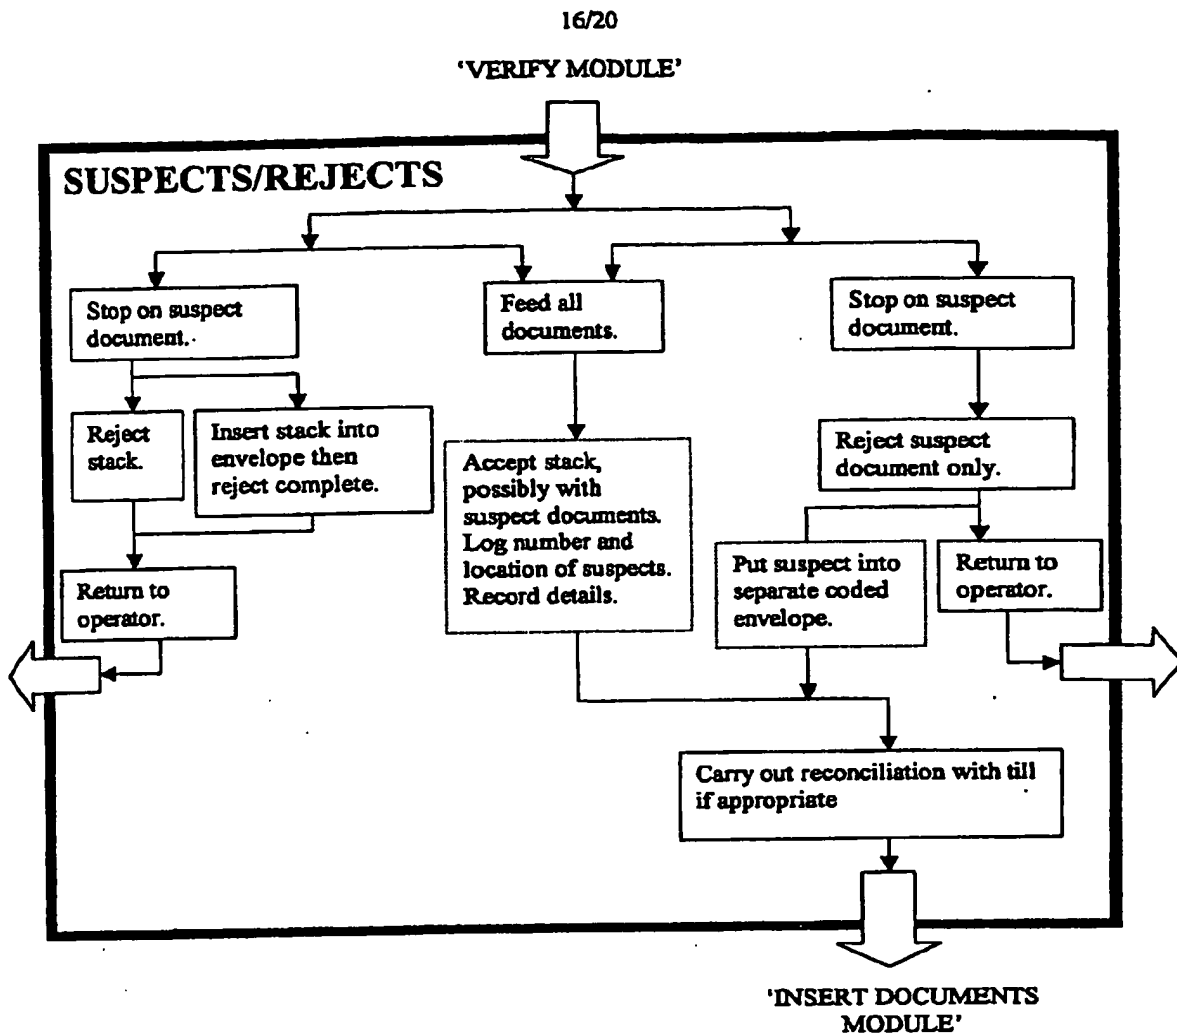 16/20
'VERIFY MODULE'
SUSPECTS/REJECTS
Stop on suspect
document.
Feed all
documents.
Stop on suspect
document.
Reject
stack.
Insert stack into
envelope then
reject complete.
Accept stack,
possibly with
suspect documents.
Log number and
location of suspects.
Record details.
Reject suspect
document only.
Return to
operator.
Put suspect into
separate coded
envelope.
Return to
operator.
Carry out reconciliation with till
if appropriate
'INSERT DOCUMENTS
MODULE'